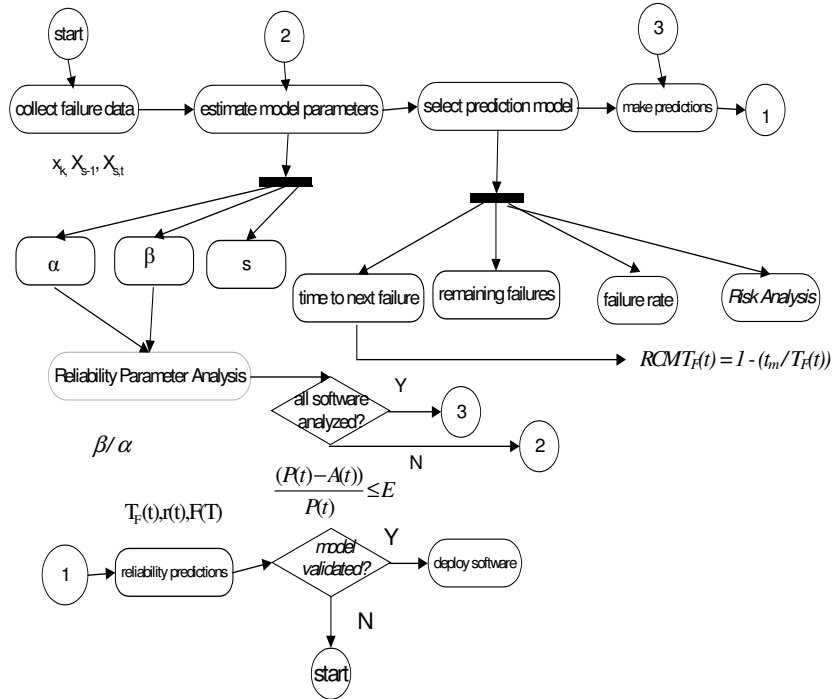 start
2
3
collect failure data
estimate model parameters
select prediction model
make predictions
1
x_k, X_{s-1}, X_{s,t}
α
β
s
time to next failure
remaining failures
failure rate
Risk Analysis
RCMT_F(t) = 1 - (t_m/T_F(t))
Reliability Parameter Analysis
all software
analyzed?
Y
3
N
2
β/α
(P(t)−A(t))
P(t)
≤E
T_F(t),r(t),F(T)
1
reliability predictions
model
validated?
Y
deploy software
N
start